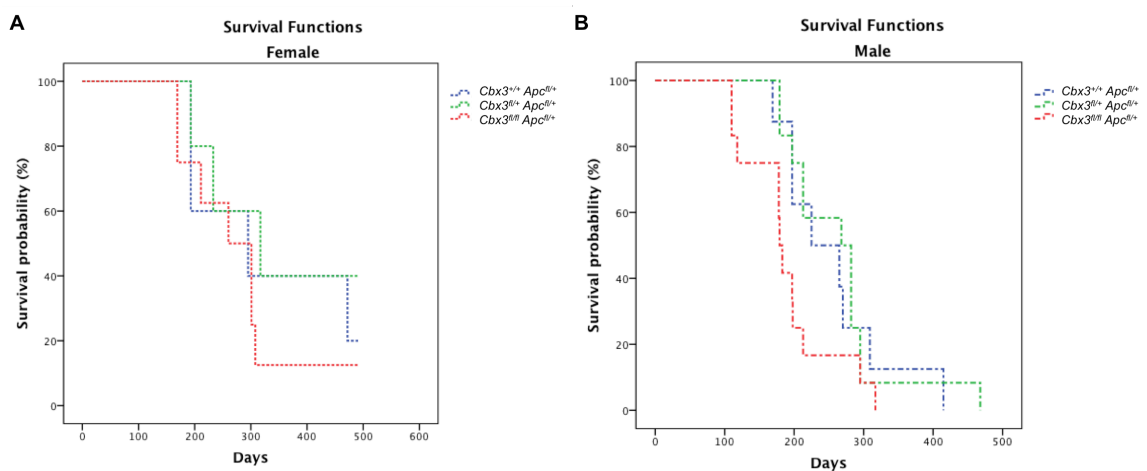 A
Survival Functions
Female
Survival probability (%)
100
80
60
40
20
0
0 100 200 300 400 500 600
Days
Cbx3+/+ Apcfl/+
Cbx3fl/+ Apcfl/+
Cbx3fl/fl Apcfl/+
B
Survival Functions
Male
Survival probability (%)
100
80
60
40
20
0
0 100 200 300 400 500
Days
Cbx3+/+ Apcfl/+
Cbx3fl/+ Apcfl/+
Cbx3fl/fl Apcfl/+